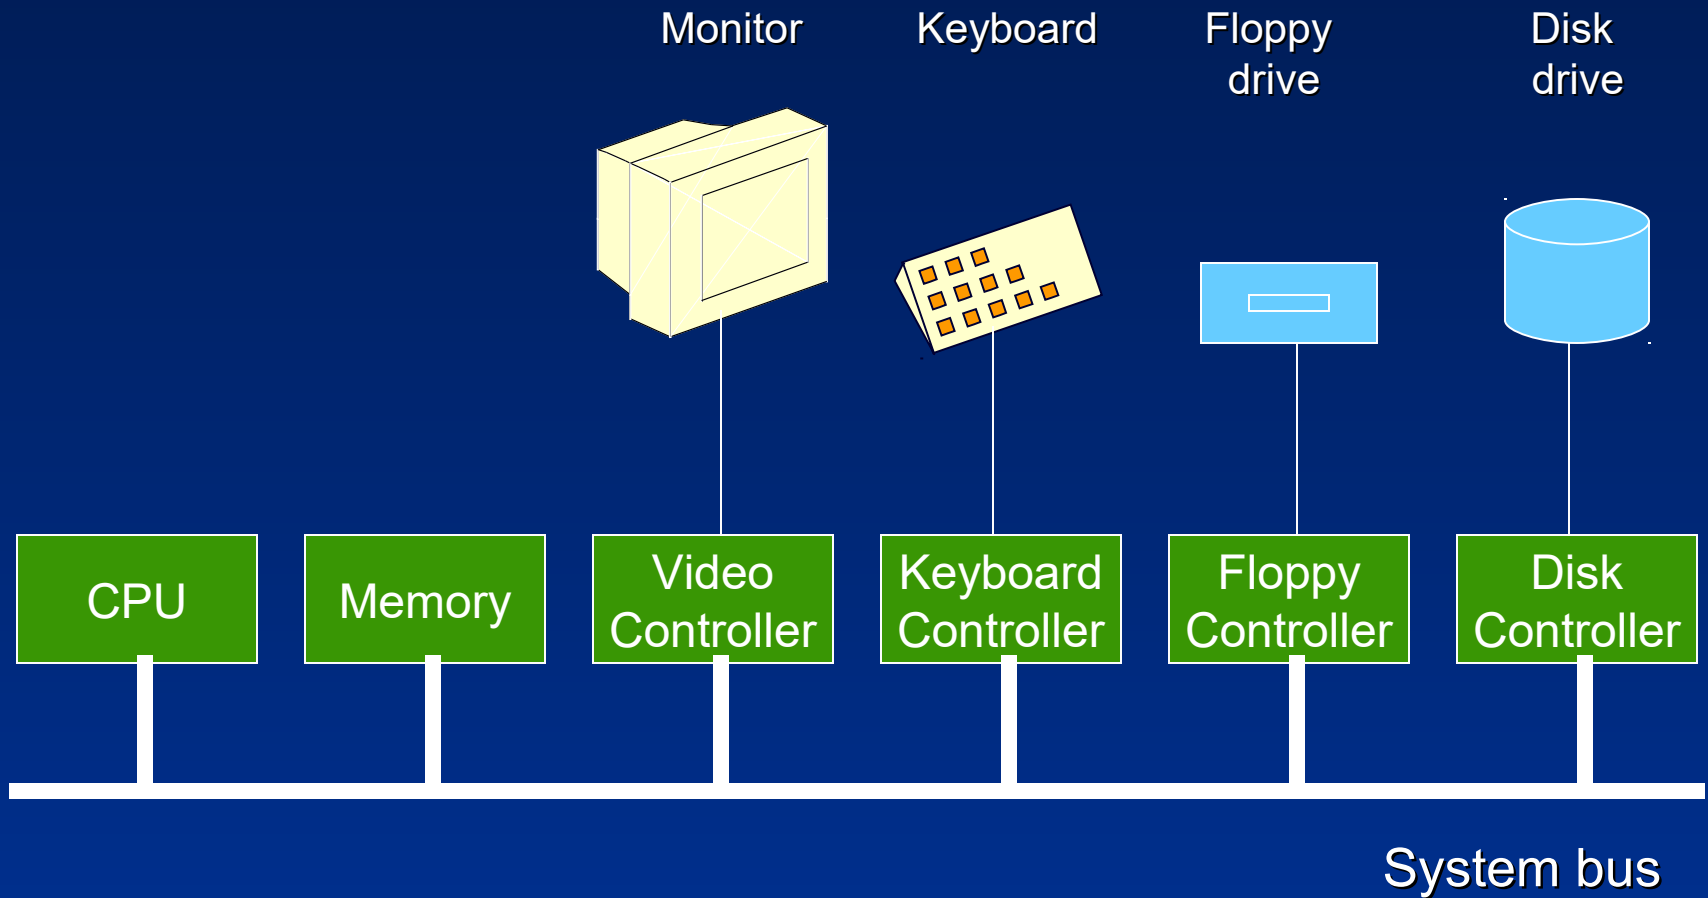 Monitor
Keyboard
Floppy
drive
Disk
drive
CPU
Memory
Video
Controller
Keyboard
Controller
Floppy
Controller
Disk
Controller
System bus